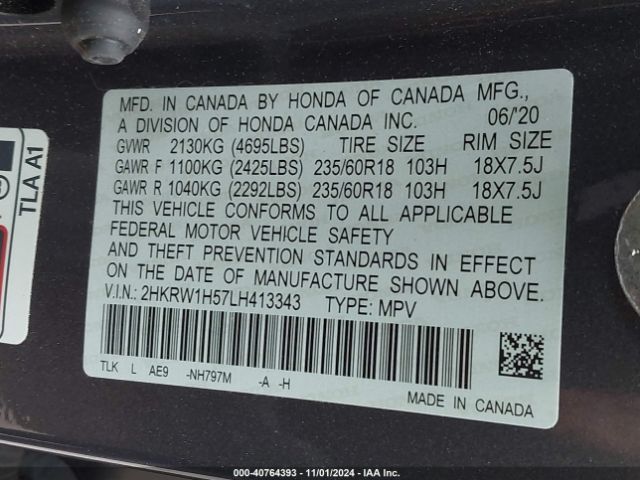 MFD. IN CANADA BY HONDA OF CANADA MFG.,
A DIVISION OF HONDA CANADA INC. 06/'20
GVWR 2130KG (4695LBS) TIRE SIZE RIM SIZE
GAWR F 1100KG (2425LBS) 235/60R18 103H 18X7.5J
GAWR R 1040KG (2292LBS) 235/60R18 103H 18X7.5J
THIS VEHICLE CONFORMS TO ALL APPLICABLE
FEDERAL MOTOR VEHICLE SAFETY
AND THEFT PREVENTION STANDARDS IN EFFECT
ON THE DATE OF MANUFACTURE SHOWN ABOVE.
V.I.N.: 2HKRW1H57LH413343 TYPE: MPV
TLK L AE9 -NH797M -A -H
MADE IN CANADA
TLA A1
© 40764393 - 11/01/2024 - IAA Inc.